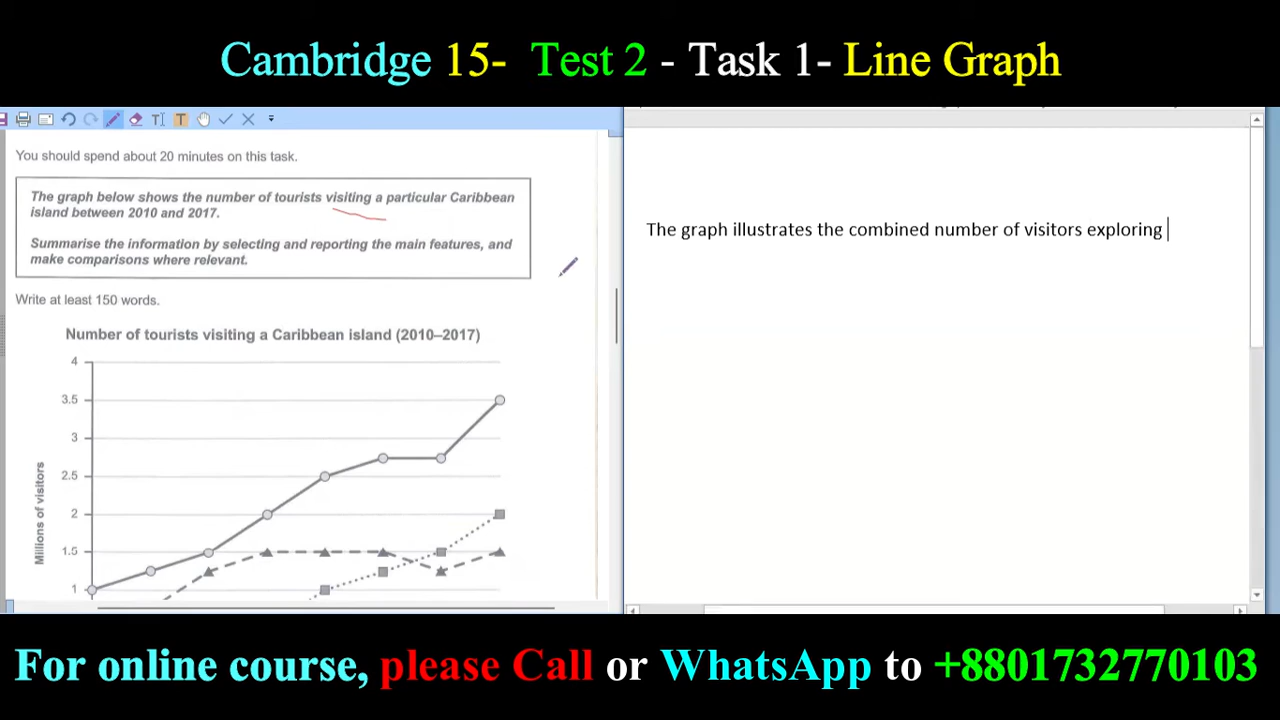 Cambridge 15- Test 2 - Task 1- Line Graph
You should spend about 20 minutes on this task.
The graph below shows the number of tourists visiting a particular Caribbean
island between 2010 and 2017.
Summarise the information by selecting and reporting the main features, and
make comparisons where relevant.
Write at least 150 words.
Number of tourists visiting a Caribbean island (2010–2017)
4
3.5
3
2.5
2
1.5
1
Millions of visitors
The graph illustrates the combined number of visitors exploring
For online course, please Call or WhatsApp to +8801732770103